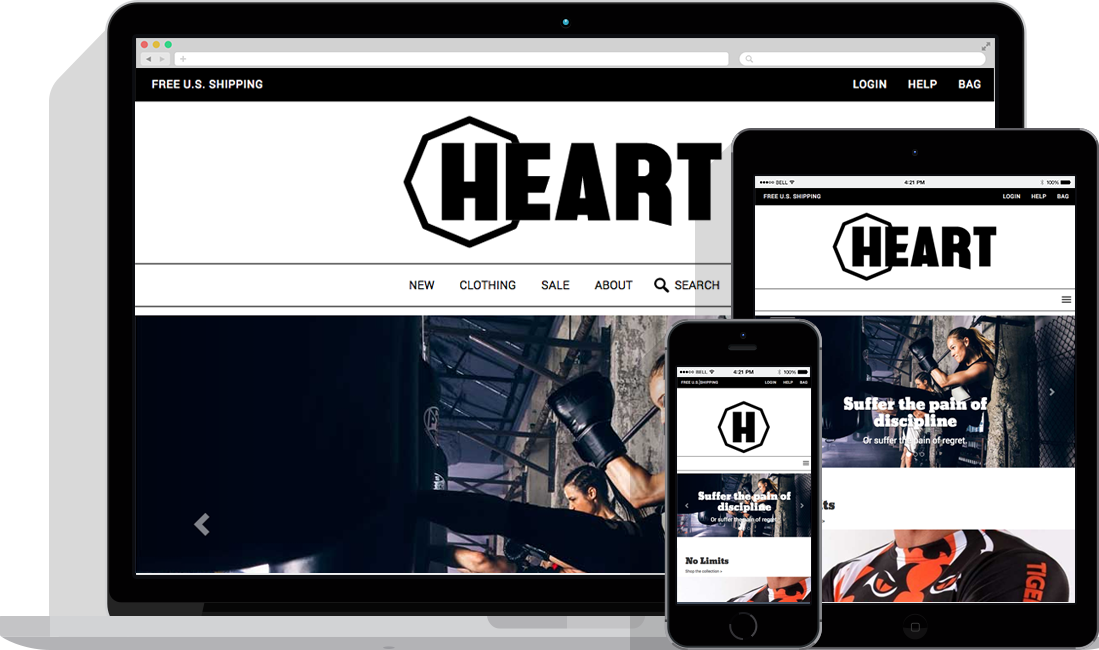 FREE U.S. SHIPPING LOGIN HELP BAG
HEART
NEW CLOTHING SALE ABOUT SEARCH
BELL 4:21 PM 100%
FREE U.S. SHIPPING LOGIN HELP BAG
HEART
Suffer the pain of
discipline
Or suffer the pain of regret.
ts
TIGE
BELL 4:21 PM 100%
FREE U.S. SHIPPING LOGIN HELP BAG
H
Suffer the pain of
discipline
Or suffer the pain of regret.
No Limits
Shop the collection »